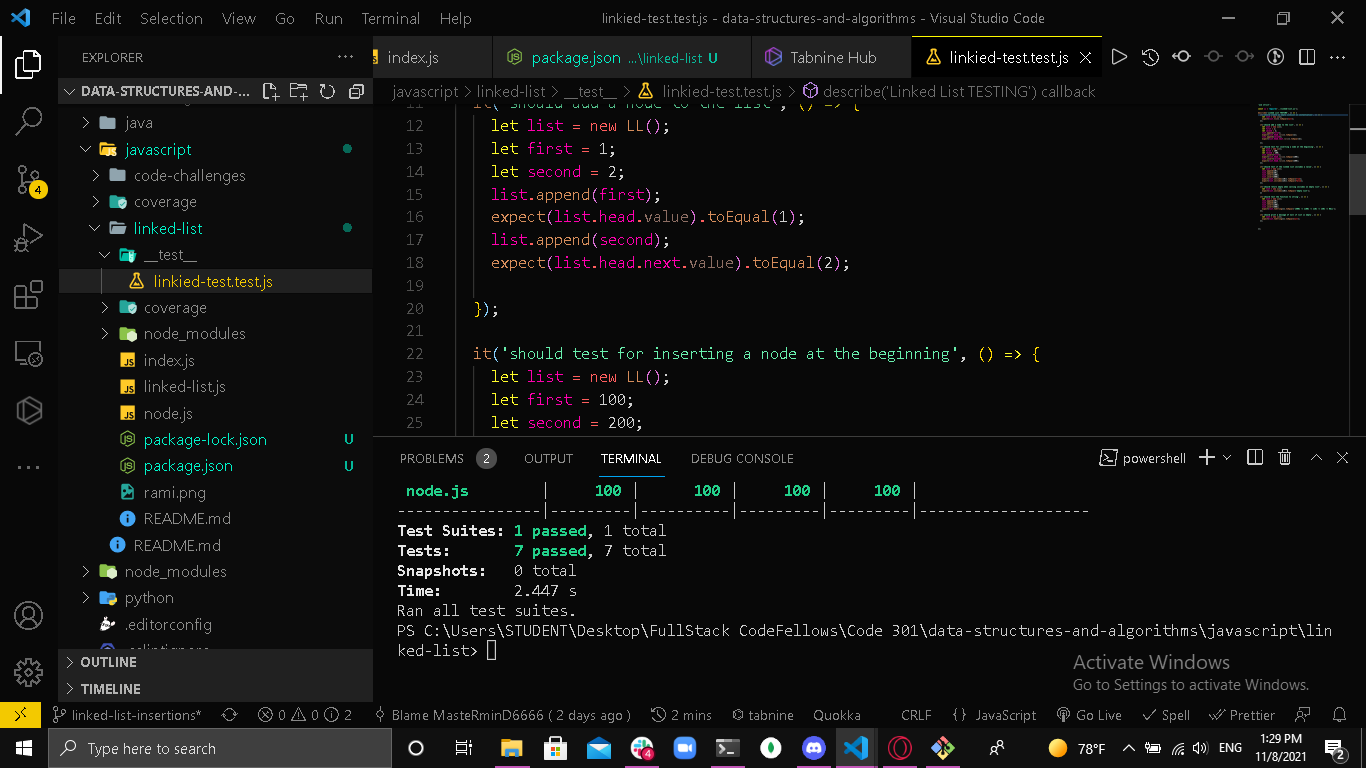 File Edit Selection View Go Run Terminal Help linkied-test.test.js - data-structures-and-algorithms - Visual Studio Code
EXPLORER
index.js
package.json ...\linked-list U
Tabnine Hub
linkied-test.test.js
DATA-STRUCTURES-AND-...
javascript > linked-list > __test__ > linkied-test.test.js > describe('Linked List TESTING') callback
java
javascript
code-challenges
coverage
linked-list
__test__
linkied-test.test.js
coverage
node_modules
index.js
linked-list.js
node.js
package-lock.json U
package.json U
rami.png
README.md
README.md
node_modules
python
.editorconfig
.eslintignore
OUTLINE
TIMELINE
4
11 it('should add a node to the list', () => {
12 let list = new LL();
13 let first = 1;
14 let second = 2;
15 list.append(first);
16 expect(list.head.value).toEqual(1);
17 list.append(second);
18 expect(list.head.next.value).toEqual(2);
19
20 });
21
22 it('should test for inserting a node at the beginning', () => {
23 let list = new LL();
24 let first = 100;
25 let second = 200;
PROBLEMS 2 OUTPUT TERMINAL DEBUG CONSOLE powershell
node.js | 100 | 100 | 100 | 100 |
----------------|---------|----------|---------|---------|-------------------
Test Suites: 1 passed, 1 total
Tests: 7 passed, 7 total
Snapshots: 0 total
Time: 2.447 s
Ran all test suites.
PS C:\Users\STUDENT\Desktop\FullStack CodeFellows\Code 301\data-structures-and-algorithms\javascript\lin
ked-list>
Activate Windows
Go to Settings to activate Windows.
linked-list-insertions* 0 0 2 Blame MasteRminD6666 ( 2 days ago ) 2 mins tabnine Quokka CRLF {} JavaScript Go Live Spell Prettier
Type here to search
4
78°F
ENG
1:29 PM
11/8/2021
2